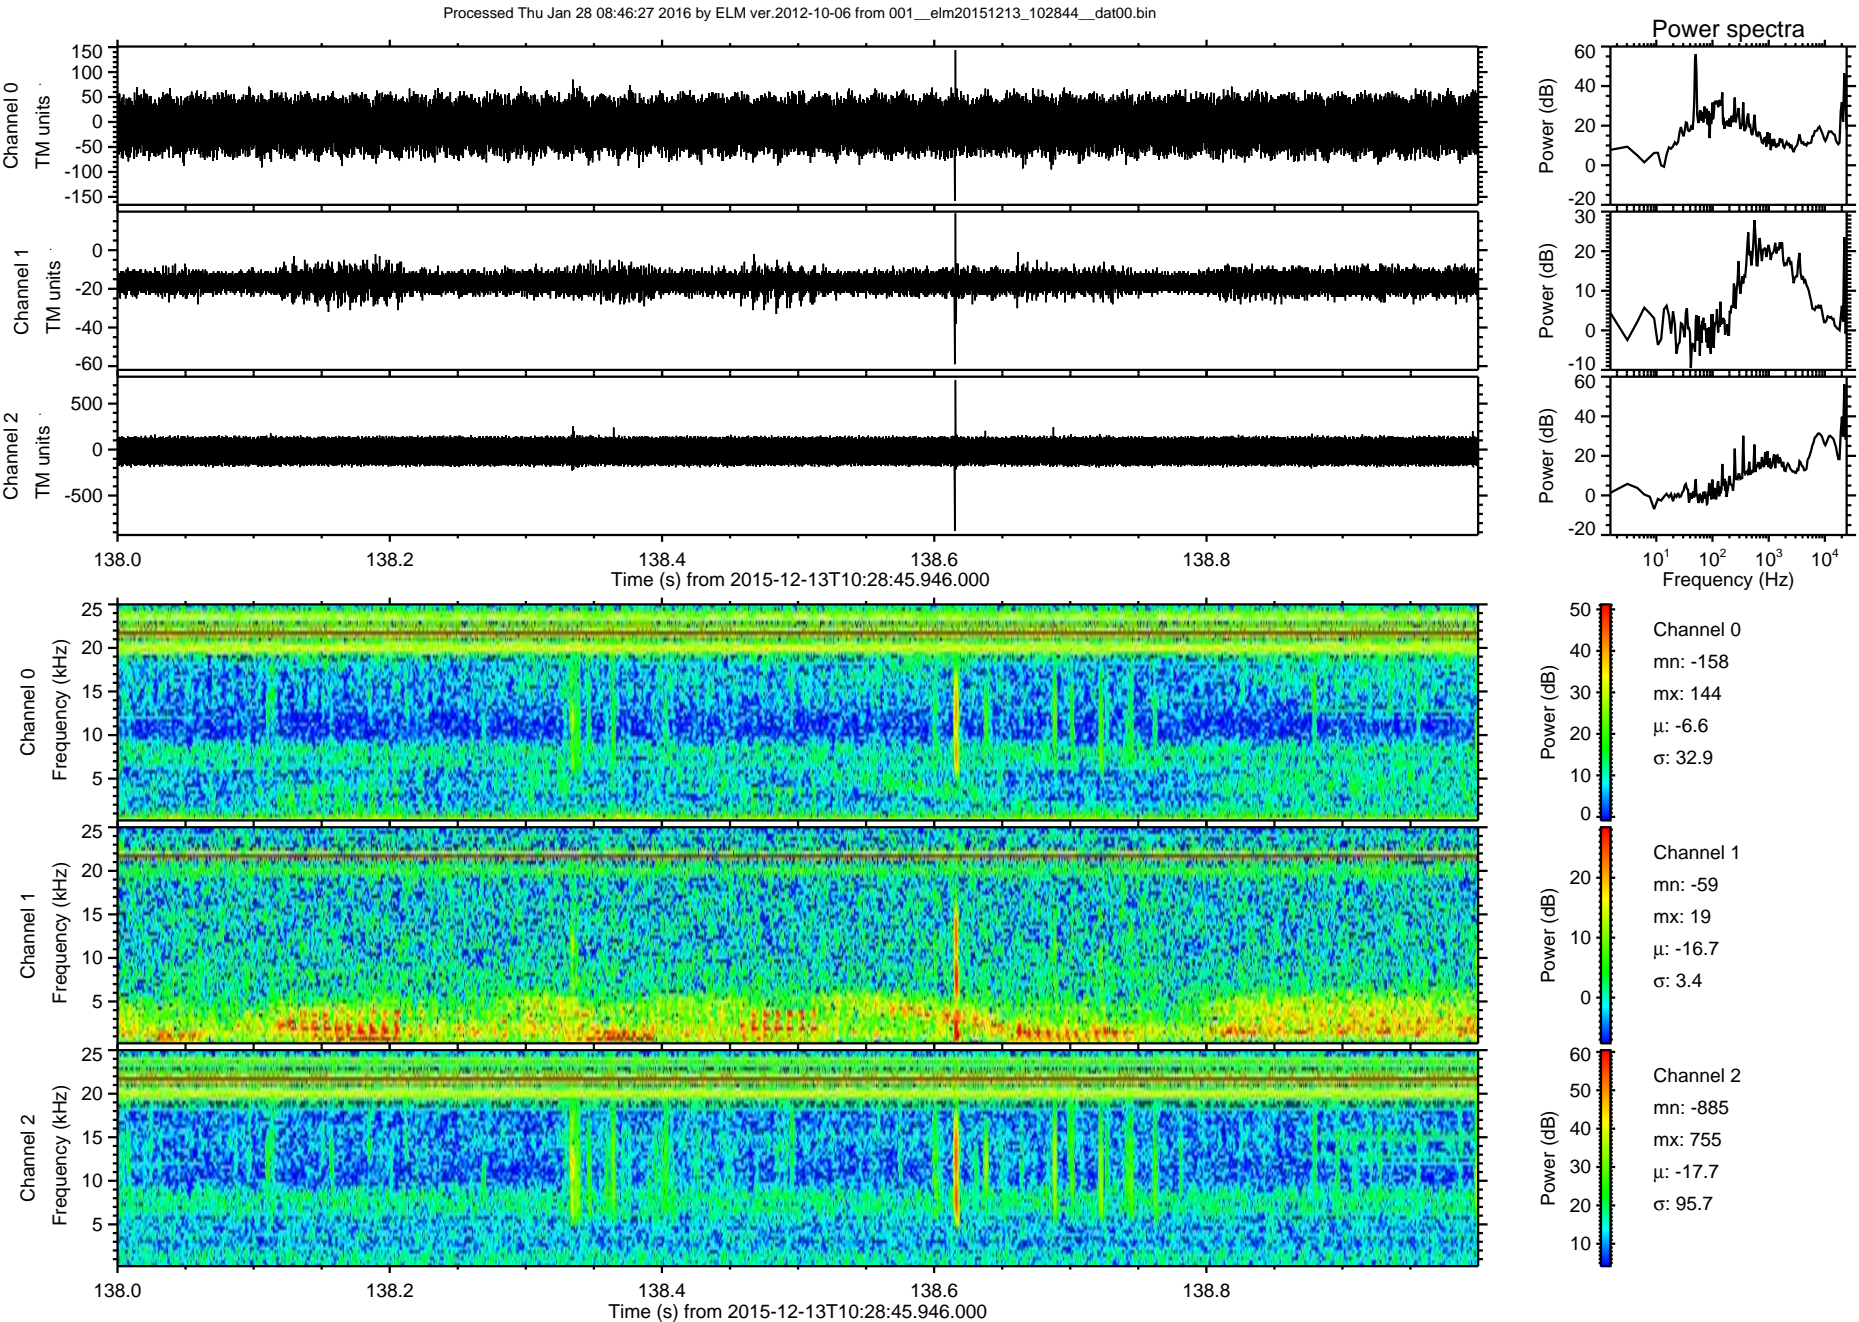 Processed Thu Jan 28 08:46:27 2016 by ELM ver.2012-10-06 from 001__elm20151213_102844__dat00.bin
Power spectra
Channel 0
TM units
150
100
50
0
-50
-100
-150
Power (dB)
60
40
20
0
-20
Channel 1
TM units
0
-20
-40
-60
Power (dB)
30
20
10
0
-10
Channel 2
TM units
500
0
-500
Power (dB)
60
40
20
0
-20
138.0 138.2 138.4 138.6 138.8
Time (s) from 2015-12-13T10:28:45.946.000
10^1 10^2 10^3 10^4
Frequency (Hz)
Channel 0
Frequency (kHz)
25
20
15
10
5
Power (dB)
50
40
30
20
10
0
Channel 0
mn: -158
mx: 144
μ: -6.6
σ: 32.9
Channel 1
Frequency (kHz)
25
20
15
10
5
Power (dB)
20
10
0
Channel 1
mn: -59
mx: 19
μ: -16.7
σ: 3.4
Channel 2
Frequency (kHz)
25
20
15
10
5
Power (dB)
60
50
40
30
20
10
Channel 2
mn: -885
mx: 755
μ: -17.7
σ: 95.7
138.0 138.2 138.4 138.6 138.8
Time (s) from 2015-12-13T10:28:45.946.000